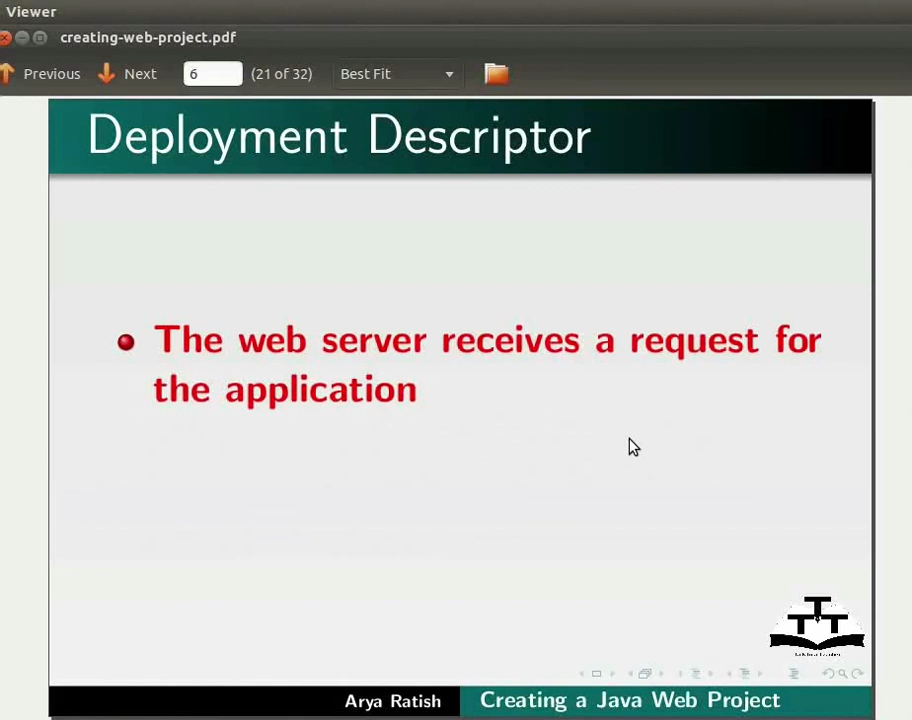 Viewer
creating-web-project.pdf
Previous Next 6 (21 of 32) Best Fit
Deployment Descriptor
The web server receives a request for
the application
TTT
Arya Ratish Creating a Java Web Project